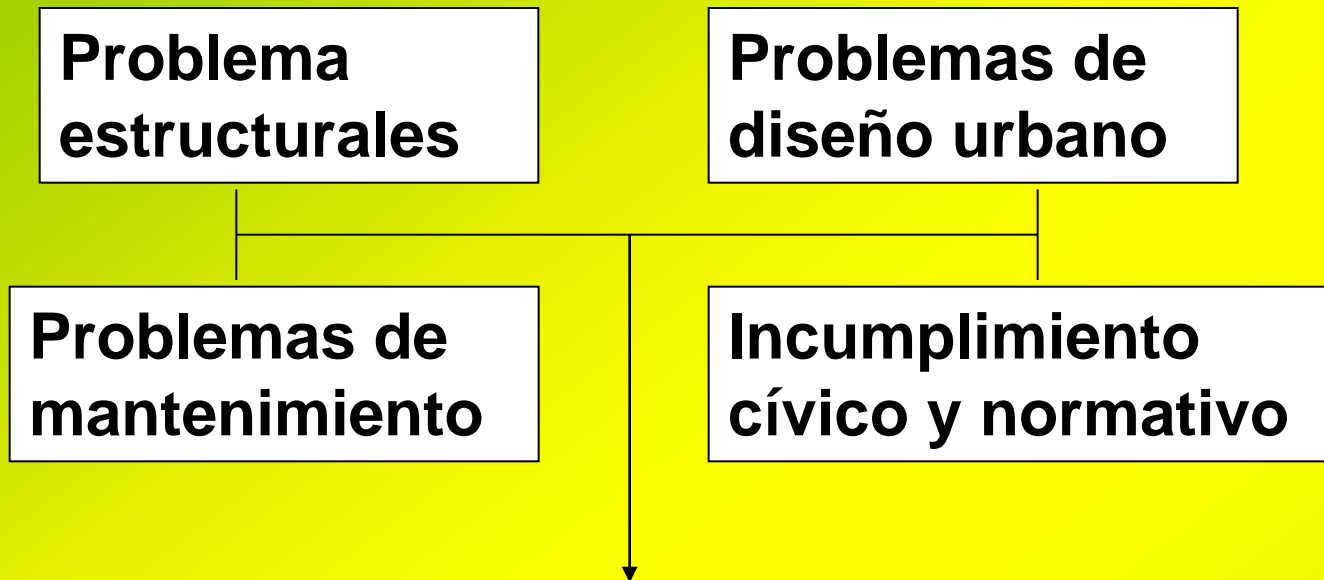 Problema
estructurales
Problemas de
diseño urbano
Problemas de
mantenimiento
Incumplimiento
cívico y normativo